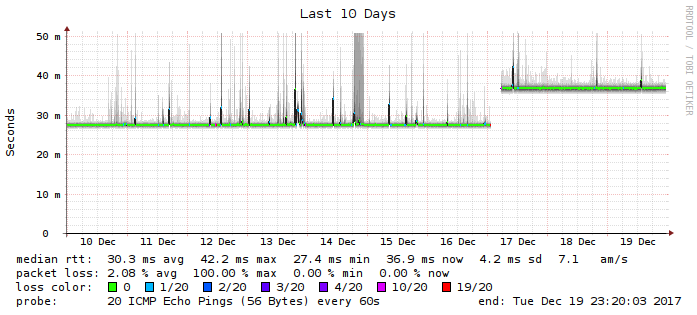 Last 10 Days
RRDTOOL / TOBI OETIKER
Seconds
50 m
40 m
30 m
20 m
10 m
0
10 Dec 11 Dec 12 Dec 13 Dec 14 Dec 15 Dec 16 Dec 17 Dec 18 Dec 19 Dec
median rtt: 30.3 ms avg 42.2 ms max 27.4 ms min 36.9 ms now 4.2 ms sd 7.1 am/s
packet loss: 2.08 % avg 100.00 % max 0.00 % min 0.00 % now
loss color: 0 1/20 2/20 3/20 4/20 10/20 19/20
probe: 20 ICMP Echo Pings (56 Bytes) every 60s end: Tue Dec 19 23:20:03 2017